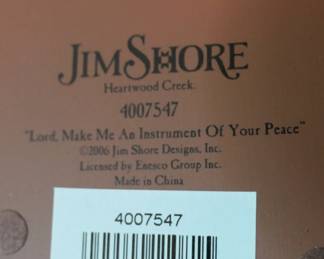 JIM SHORE
Heartwood Creek.
4007547
"Lord, Make Me An Instrument Of Your Peace"
©2006 Jim Shore Designs, Inc.
Licensed by Enesco Group Inc.
Made in China
4007547